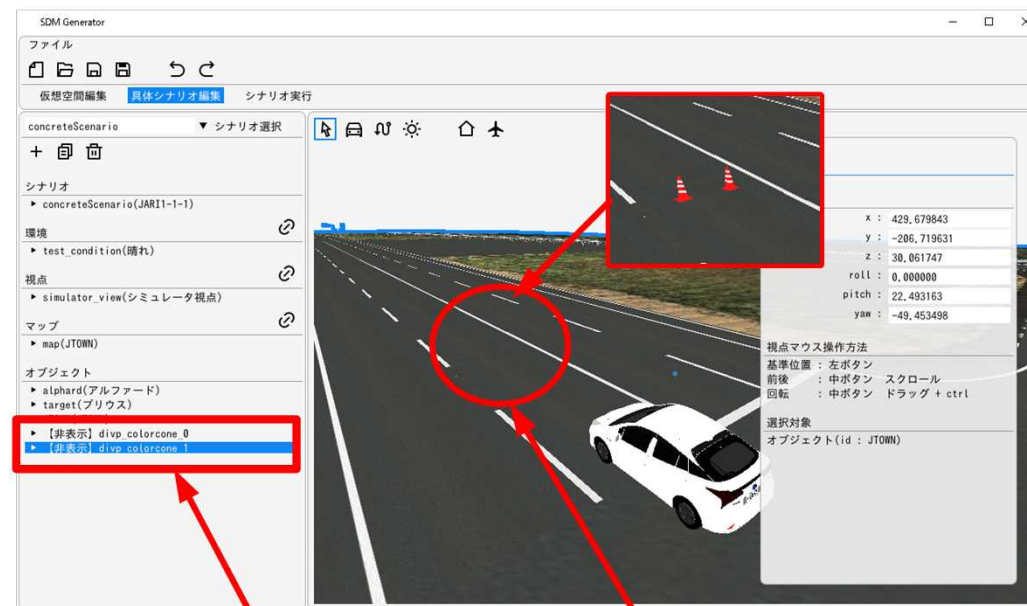 SDM Generator
ファイル
仮想空間編集 具体シナリオ編集 シナリオ実行
concreteScenario ▼ シナリオ選択
シナリオ
▶ concreteScenario(JARI1-1-1)
環境
▶ test_condition(晴れ)
視点
▶ simulator_view(シミュレータ視点)
マップ
▶ map(JTOWN)
オブジェクト
▶ alphard(アルファード)
▶ target(プリウス)
▶ 【非表示】divp_colorcone_0
▶ 【非表示】divp_colorcone_1
x : 429.679843
y : -206.719631
z : 30.061747
roll : 0.000000
pitch : 22.493163
yaw : -49.453498
視点マウス操作方法
基準位置 : 左ボタン
前後 : 中ボタン スクロール
回転 : 中ボタン ドラッグ + ctrl
選択対象
オブジェクト(id : JTOWN)